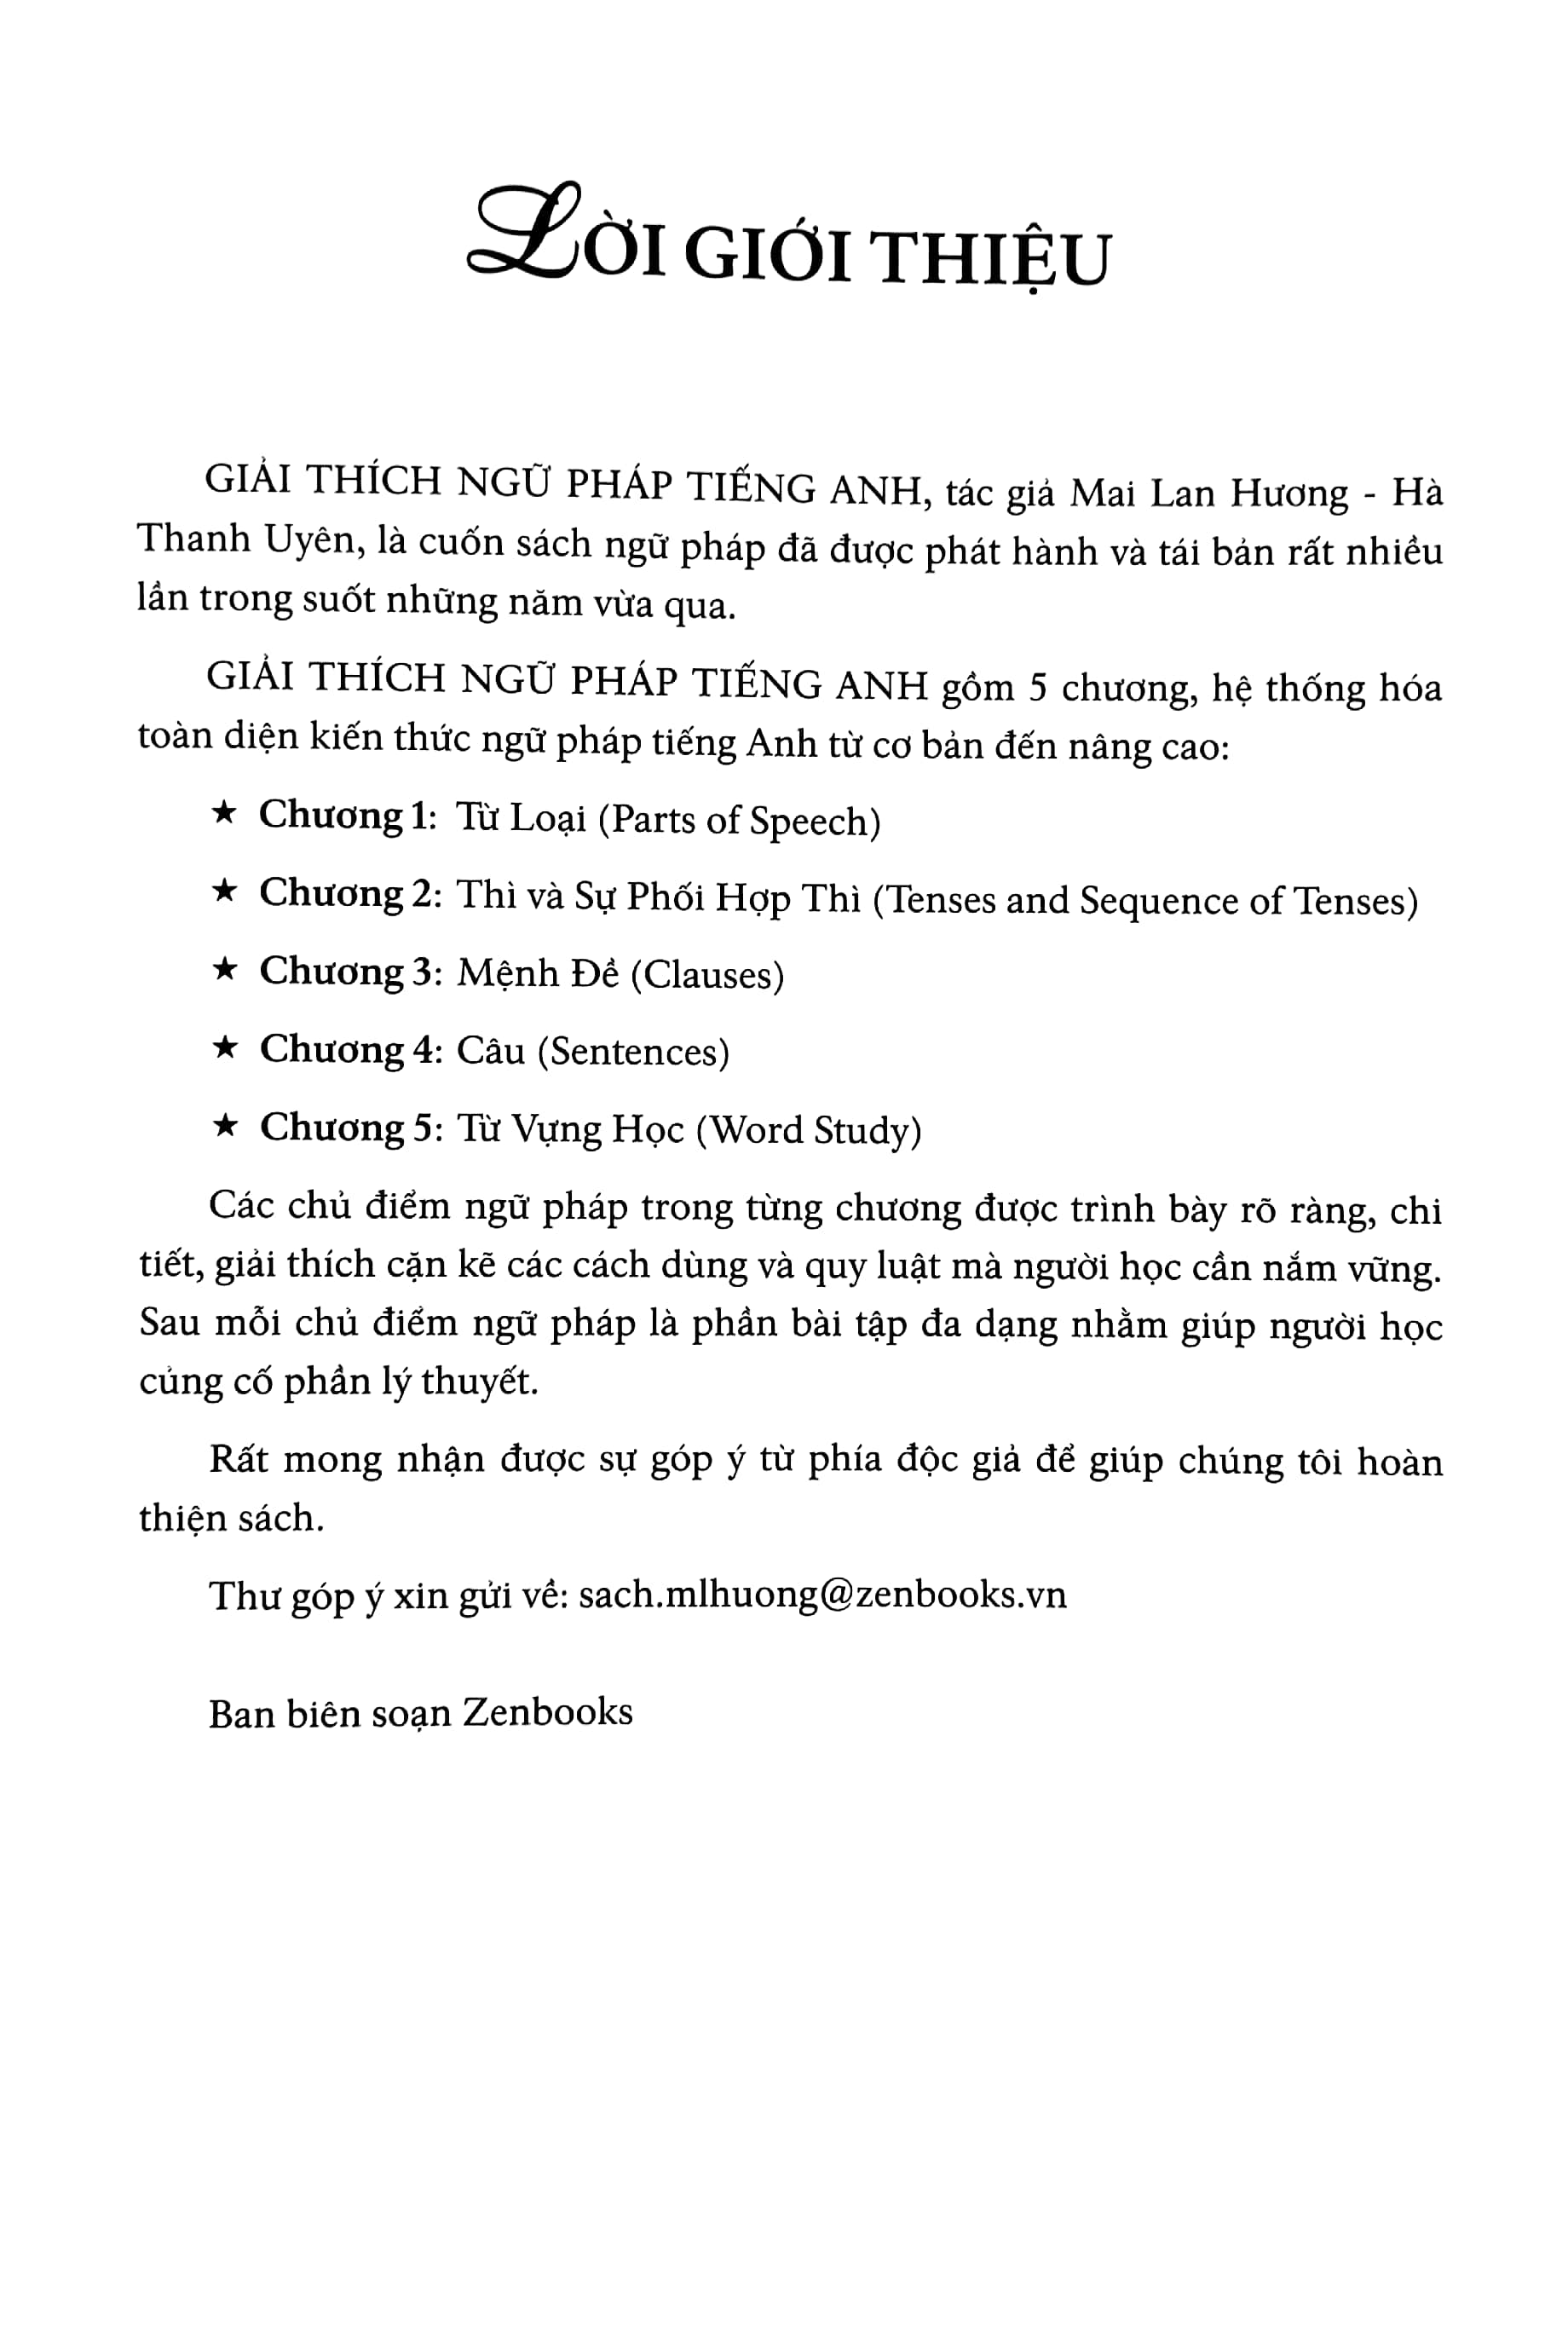 LỜI GIỚI THIỆU
GIẢI THÍCH NGỮ PHÁP TIẾNG ANH, tác giả Mai Lan Hương - Hà
Thanh Uyên, là cuốn sách ngữ pháp đã được phát hành và tái bản rất nhiều
lần trong suốt những năm vừa qua.
GIẢI THÍCH NGỮ PHÁP TIẾNG ANH gồm 5 chương, hệ thống hóa
toàn diện kiến thức ngữ pháp tiếng Anh từ cơ bản đến nâng cao:
★ Chương 1: Từ Loại (Parts of Speech)
★ Chương 2: Thì và Sự Phối Hợp Thì (Tenses and Sequence of Tenses)
★ Chương 3: Mệnh Đề (Clauses)
★ Chương 4: Câu (Sentences)
★ Chương 5: Từ Vựng Học (Word Study)
Các chủ điểm ngữ pháp trong từng chương được trình bày rõ ràng, chi
tiết, giải thích cặn kẽ các cách dùng và quy luật mà người học cần nắm vững.
Sau mỗi chủ điểm ngữ pháp là phần bài tập đa dạng nhằm giúp người học
củng cố phần lý thuyết.
Rất mong nhận được sự góp ý từ phía độc giả để giúp chúng tôi hoàn
thiện sách.
Thư góp ý xin gửi về: sach.mlhuong@zenbooks.vn
Ban biên soạn Zenbooks